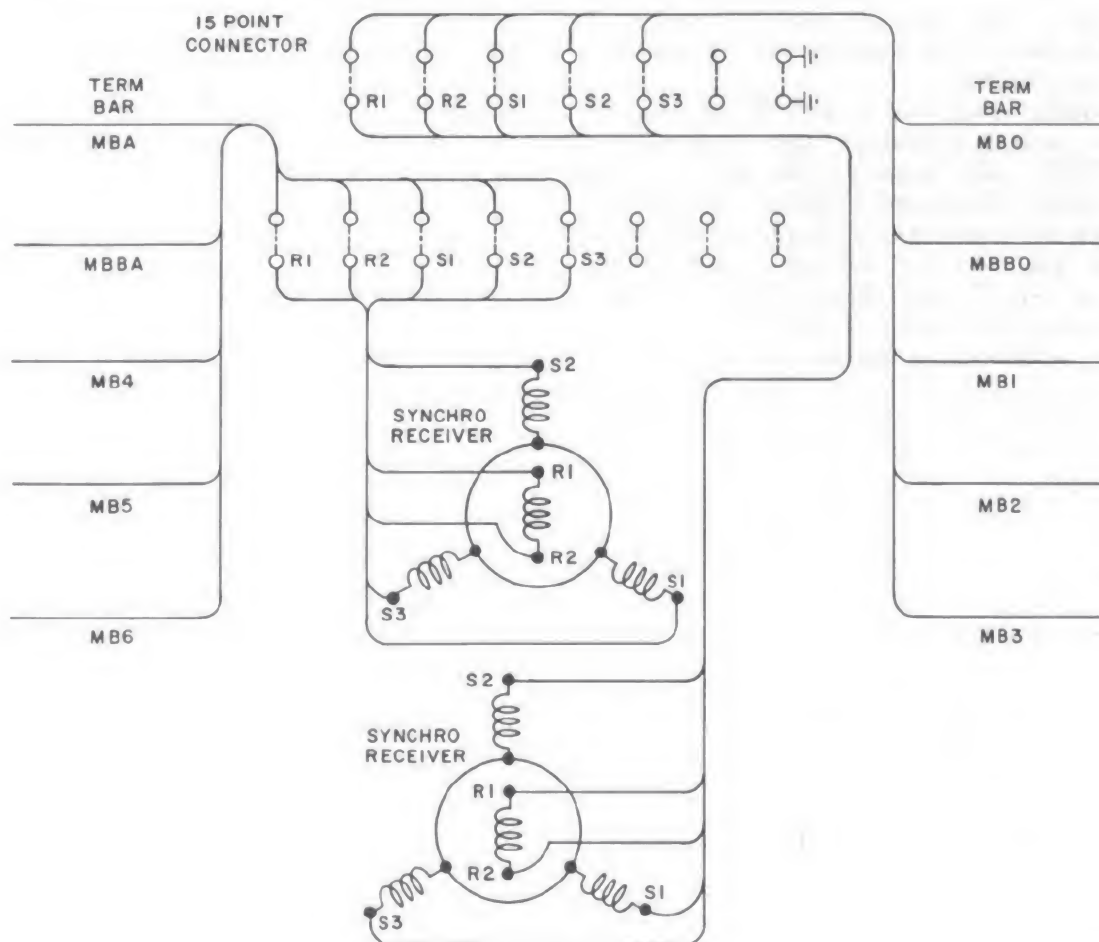 15 POINT
CONNECTOR
TERM
BAR
TERM
BAR
R1 R2 S1 S2 S3
MBA
MBO
R1 R2 S1 S2 S3
MBBA
MBBO
S2
MB4
MB1
SYNCHRO
RECEIVER
R1
MB5
MB2
R2
S1
S3
MB6
MB3
S2
SYNCHRO
RECEIVER
R1
R2
S1
S3